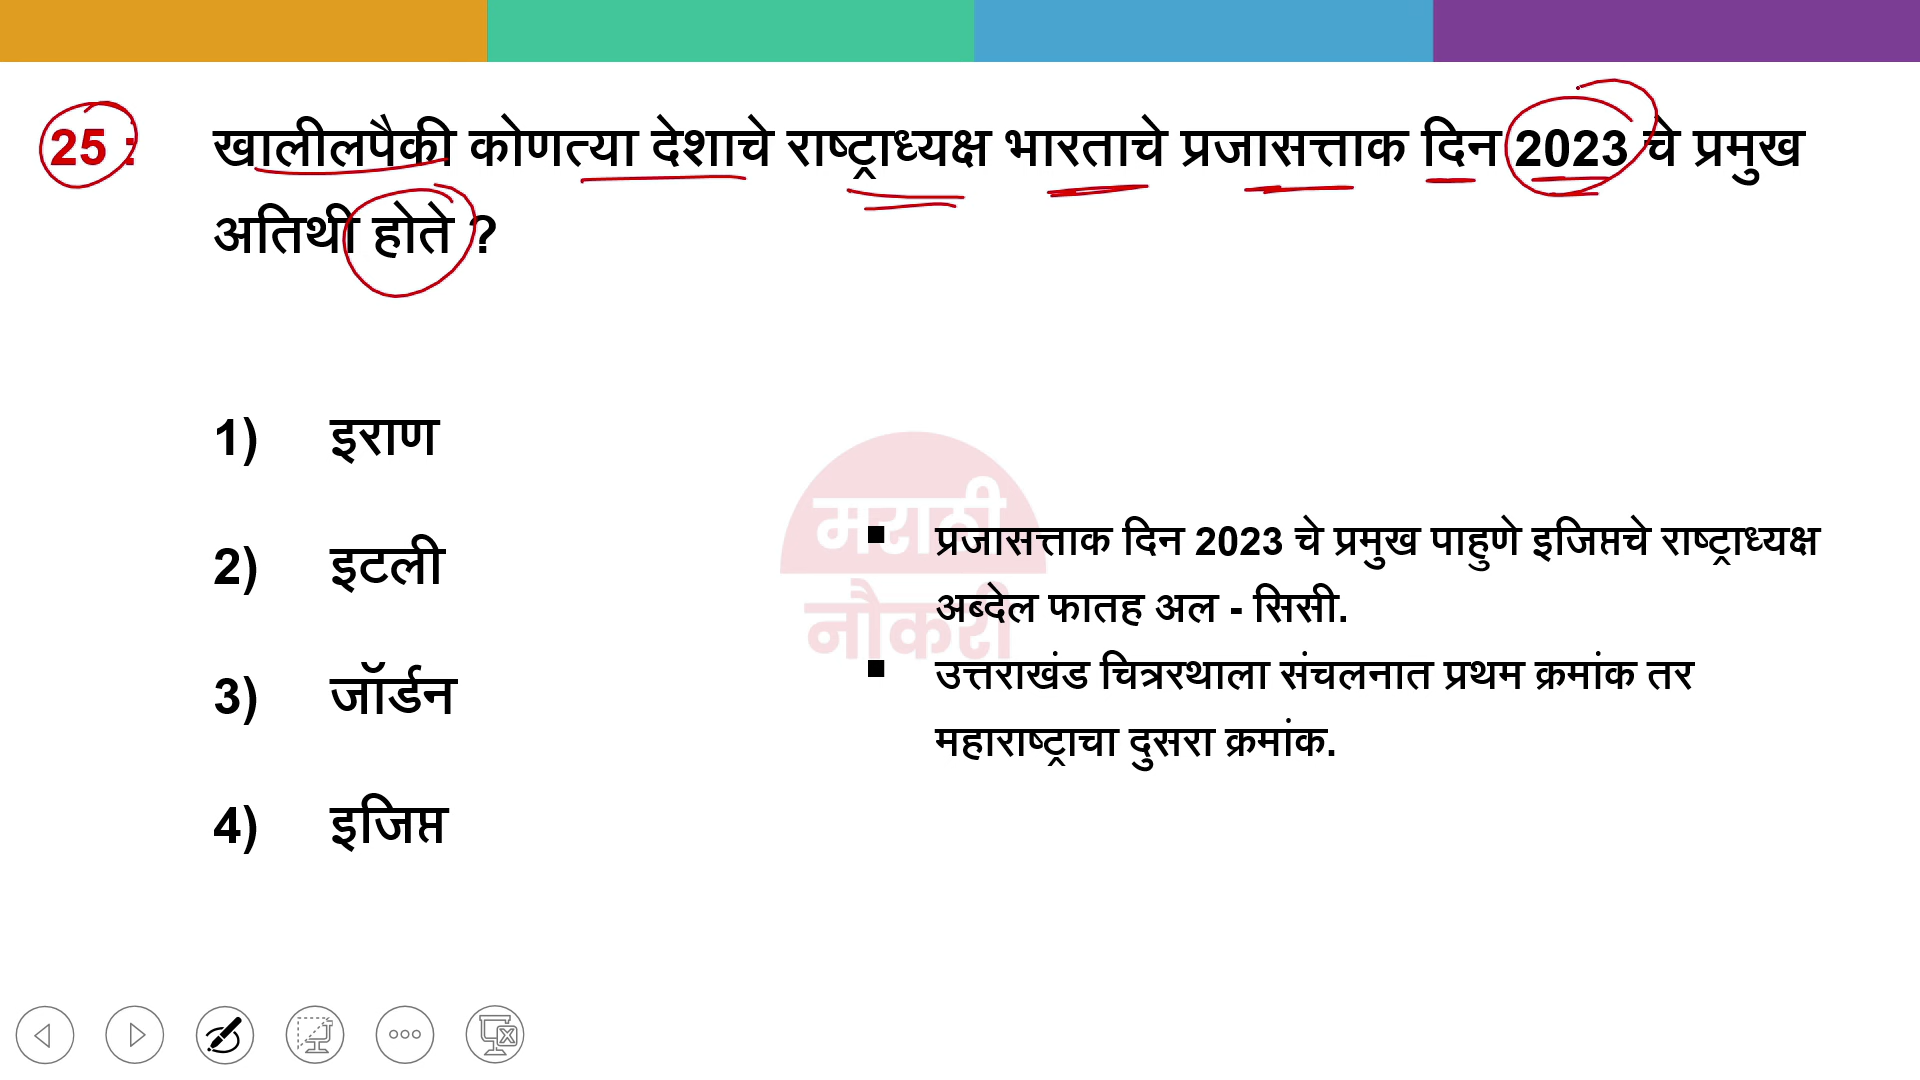 25 :
खालीलपैकी कोणत्या देशाचे राष्ट्राध्यक्ष भारताचे प्रजासत्ताक दिन 2023 चे प्रमुख
अतिथी होते ?
1) इराण
2) इटली
3) जॉर्डन
4) इजिप्त
मराठी
नौकरी
प्रजासत्ताक दिन 2023 चे प्रमुख पाहुणे इजिप्तचे राष्ट्राध्यक्ष
अब्देल फातह अल - सिसी.
उत्तराखंड चित्ररथाला संचलनात प्रथम क्रमांक तर
महाराष्ट्राचा दुसरा क्रमांक.